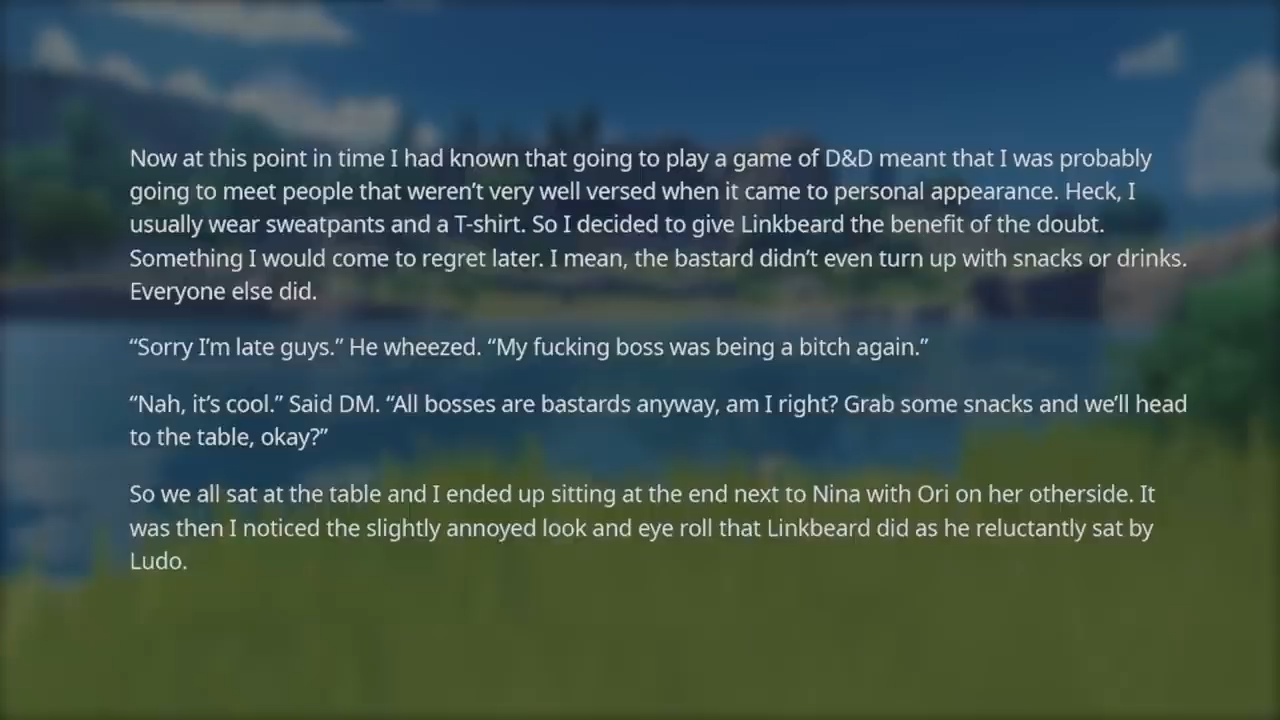 Now at this point in time I had known that going to play a game of D&D meant that I was probably
going to meet people that weren’t very well versed when it came to personal appearance. Heck, I
usually wear sweatpants and a T-shirt. So I decided to give Linkbeard the benefit of the doubt.
Something I would come to regret later. I mean, the bastard didn’t even turn up with snacks or drinks.
Everyone else did.
“Sorry I’m late guys.” He wheezed. “My fucking boss was being a bitch again.”
“Nah, it’s cool.” Said DM. “All bosses are bastards anyway, am I right? Grab some snacks and we’ll head
to the table, okay?”
So we all sat at the table and I ended up sitting at the end next to Nina with Ori on her otherside. It
was then I noticed the slightly annoyed look and eye roll that Linkbeard did as he reluctantly sat by
Ludo.